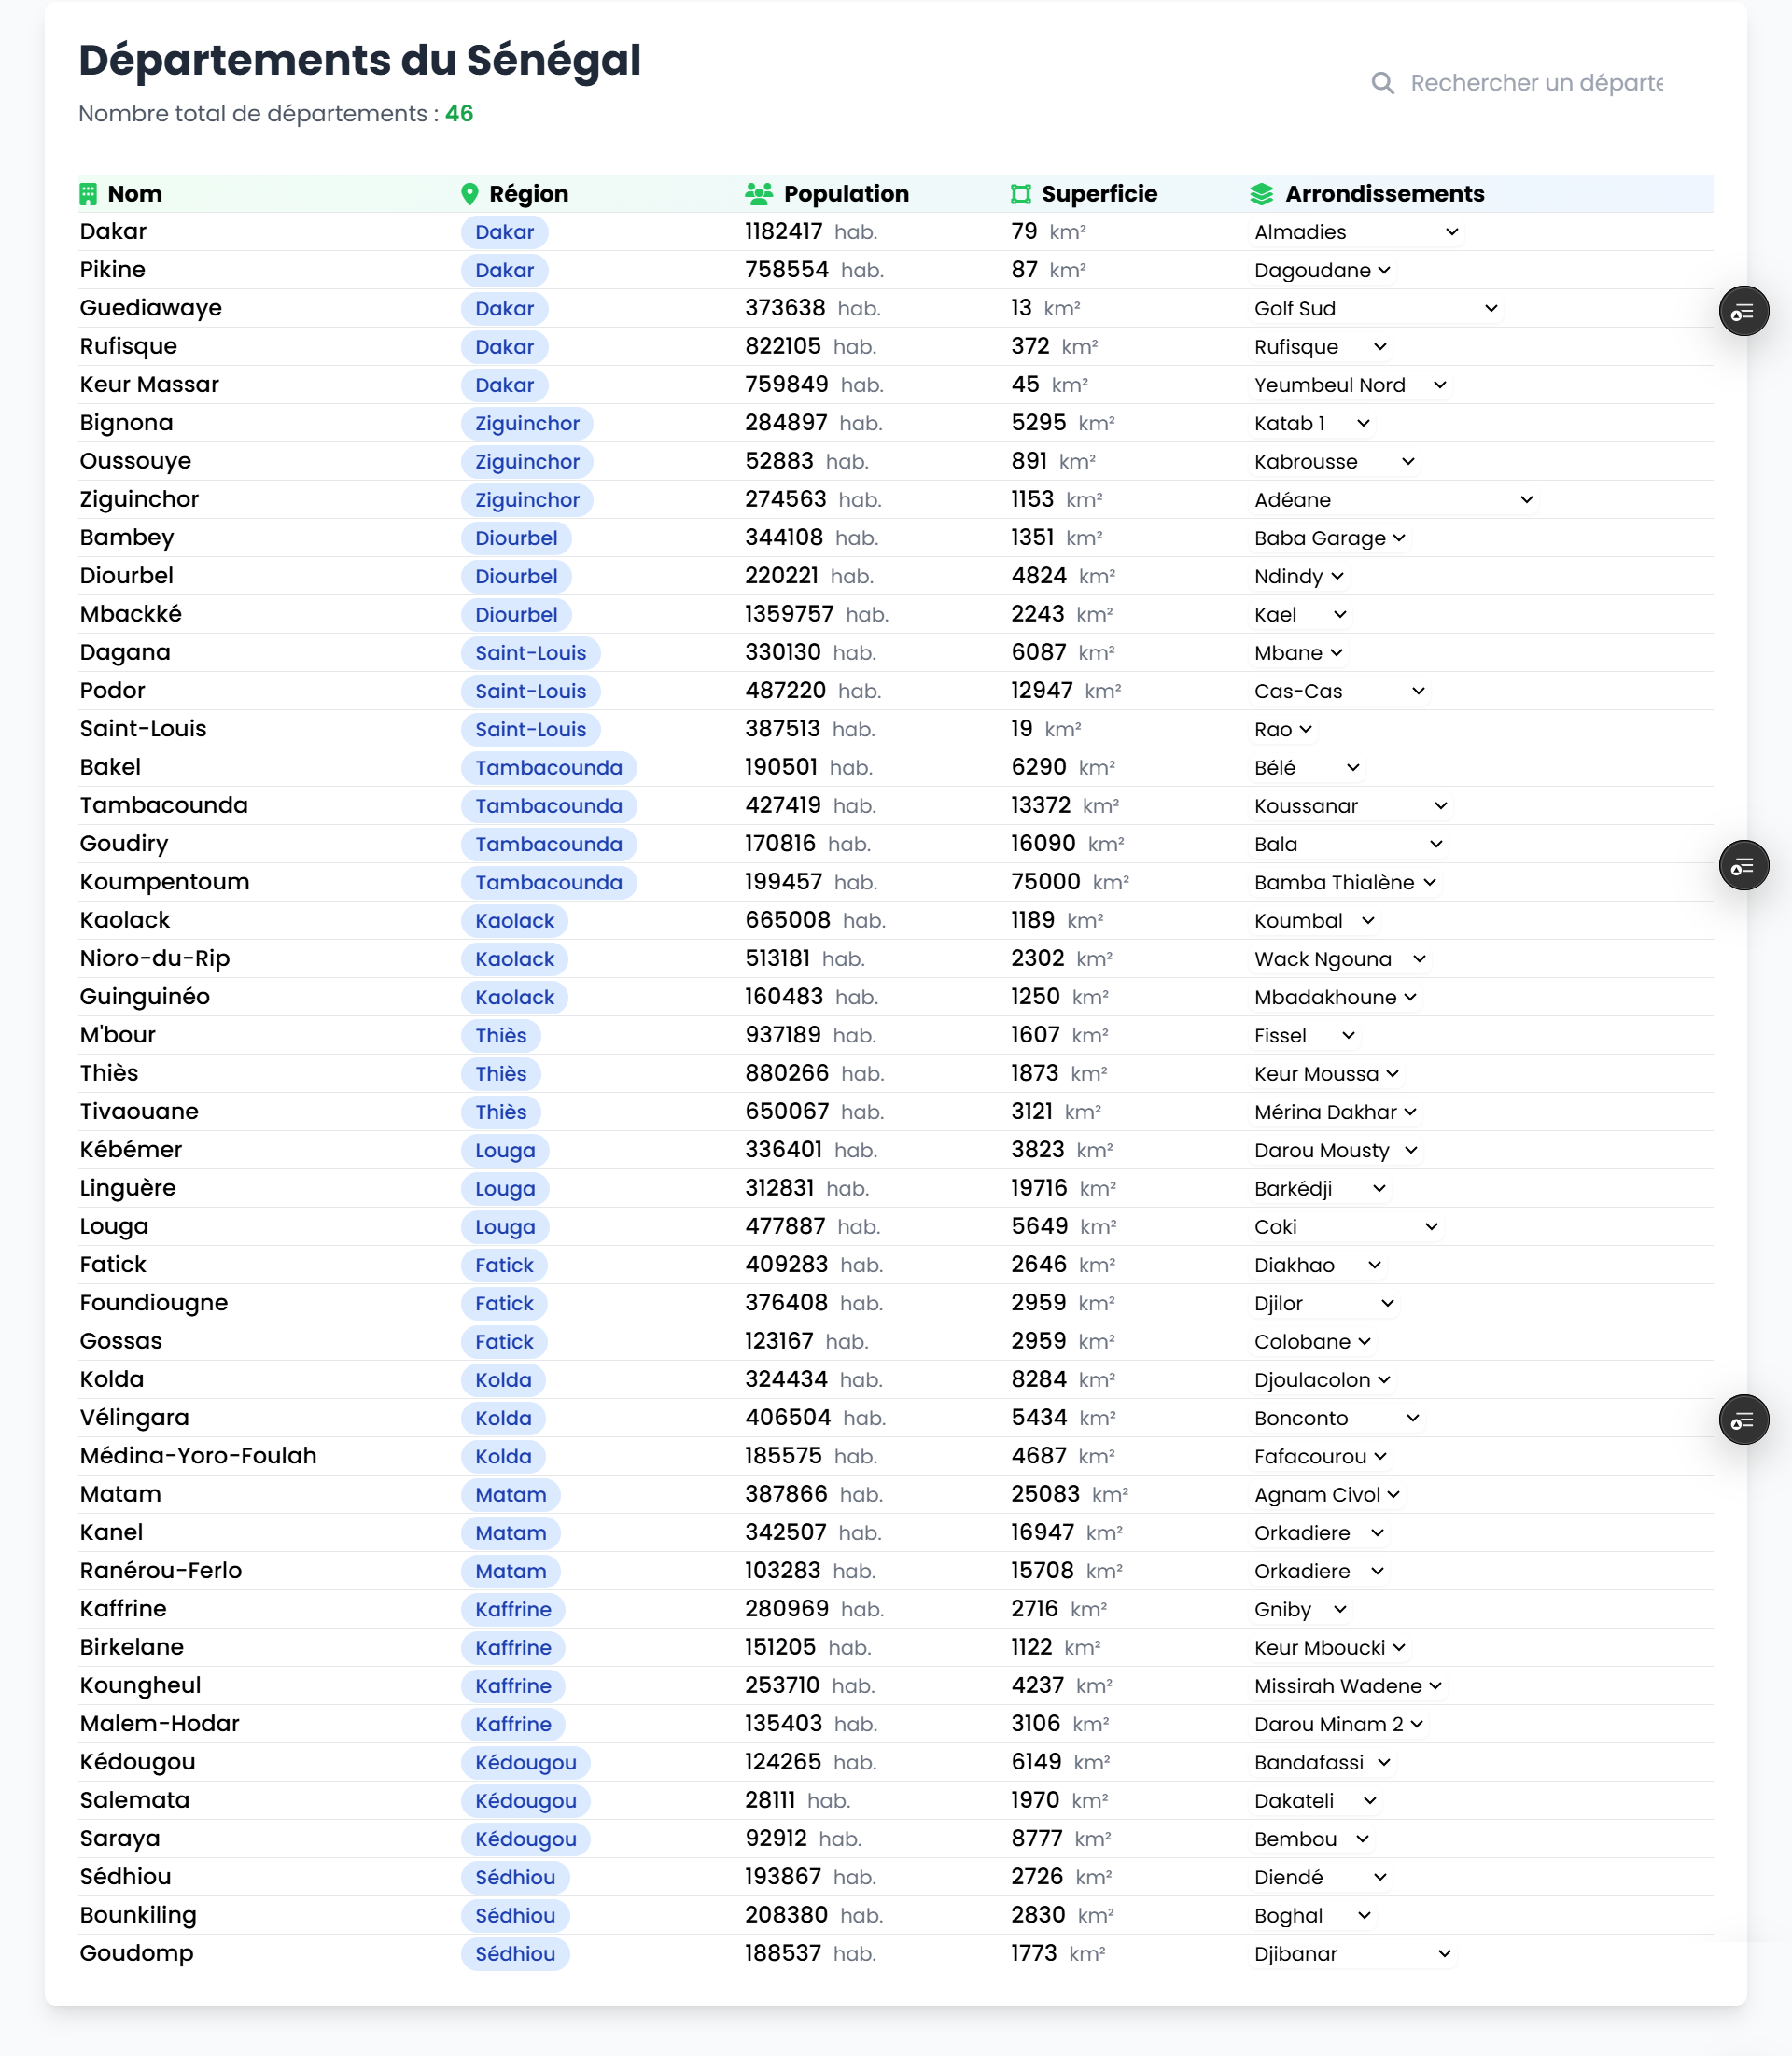 Départements du Sénégal
Rechercher un départe
Nombre total de départements : 46
Nom Région Population Superficie Arrondissements
Dakar Dakar 1182417 hab. 79 km² Almadies
Pikine Dakar 758554 hab. 87 km² Dagoudane
Guediawaye Dakar 373638 hab. 13 km² Golf Sud
Rufisque Dakar 822105 hab. 372 km² Rufisque
Keur Massar Dakar 759849 hab. 45 km² Yeumbeul Nord
Bignona Ziguinchor 284897 hab. 5295 km² Katab 1
Oussouye Ziguinchor 52883 hab. 891 km² Kabrousse
Ziguinchor Ziguinchor 274563 hab. 1153 km² Adéane
Bambey Diourbel 344108 hab. 1351 km² Baba Garage
Diourbel Diourbel 220221 hab. 4824 km² Ndindy
Mbackké Diourbel 1359757 hab. 2243 km² Kael
Dagana Saint-Louis 330130 hab. 6087 km² Mbane
Podor Saint-Louis 487220 hab. 12947 km² Cas-Cas
Saint-Louis Saint-Louis 387513 hab. 19 km² Rao
Bakel Tambacounda 190501 hab. 6290 km² Bélé
Tambacounda Tambacounda 427419 hab. 13372 km² Koussanar
Goudiry Tambacounda 170816 hab. 16090 km² Bala
Koumpentoum Tambacounda 199457 hab. 75000 km² Bamba Thialène
Kaolack Kaolack 665008 hab. 1189 km² Koumbal
Nioro-du-Rip Kaolack 513181 hab. 2302 km² Wack Ngouna
Guinguinéo Kaolack 160483 hab. 1250 km² Mbadakhoune
M'bour Thiès 937189 hab. 1607 km² Fissel
Thiès Thiès 880266 hab. 1873 km² Keur Moussa
Tivaouane Thiès 650067 hab. 3121 km² Mérina Dakhar
Kébémer Louga 336401 hab. 3823 km² Darou Mousty
Linguère Louga 312831 hab. 19716 km² Barkédji
Louga Louga 477887 hab. 5649 km² Coki
Fatick Fatick 409283 hab. 2646 km² Diakhao
Foundiougne Fatick 376408 hab. 2959 km² Djilor
Gossas Fatick 123167 hab. 2959 km² Colobane
Kolda Kolda 324434 hab. 8284 km² Djoulacolon
Vélingara Kolda 406504 hab. 5434 km² Bonconto
Médina-Yoro-Foulah Kolda 185575 hab. 4687 km² Fafacourou
Matam Matam 387866 hab. 25083 km² Agnam Civol
Kanel Matam 342507 hab. 16947 km² Orkadiere
Ranérou-Ferlo Matam 103283 hab. 15708 km² Orkadiere
Kaffrine Kaffrine 280969 hab. 2716 km² Gniby
Birkelane Kaffrine 151205 hab. 1122 km² Keur Mboucki
Koungheul Kaffrine 253710 hab. 4237 km² Missirah Wadene
Malem-Hodar Kaffrine 135403 hab. 3106 km² Darou Minam 2
Kédougou Kédougou 124265 hab. 6149 km² Bandafassi
Salemata Kédougou 28111 hab. 1970 km² Dakateli
Saraya Kédougou 92912 hab. 8777 km² Bembou
Sédhiou Sédhiou 193867 hab. 2726 km² Diendé
Bounkiling Sédhiou 208380 hab. 2830 km² Boghal
Goudomp Sédhiou 188537 hab. 1773 km² Djibanar